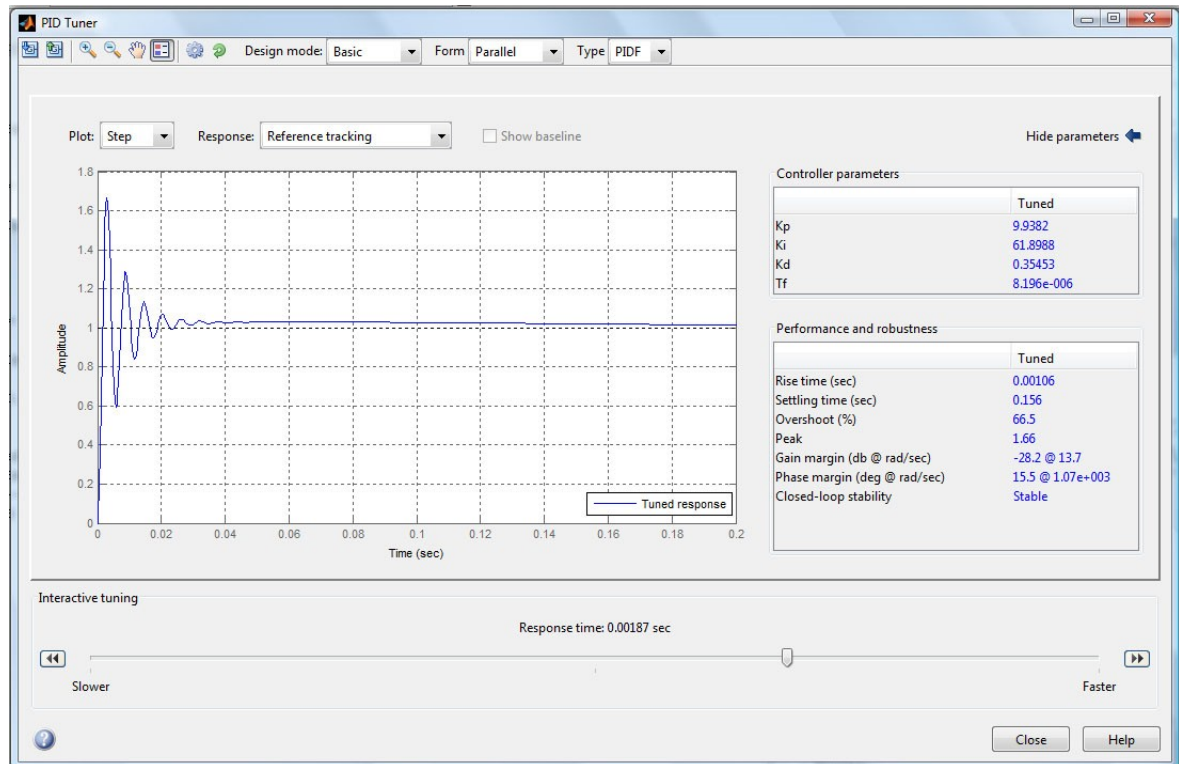 PID Tuner
Design mode: Basic Form Parallel Type PIDF
Plot: Step Response: Reference tracking Show baseline Hide parameters
1.8
1.6
1.4
1.2
1
0.8
0.6
0.4
0.2
0
Amplitude
0 0.02 0.04 0.06 0.08 0.1 0.12 0.14 0.16 0.18 0.2
Time (sec)
Tuned response
Controller parameters
Tuned
Kp 9.9382
Ki 61.8988
Kd 0.35453
Tf 8.196e-006
Performance and robustness
Tuned
Rise time (sec) 0.00106
Settling time (sec) 0.156
Overshoot (%) 66.5
Peak 1.66
Gain margin (db @ rad/sec) -28.2 @ 13.7
Phase margin (deg @ rad/sec) 15.5 @ 1.07e+003
Closed-loop stability Stable
Interactive tuning
Response time: 0.00187 sec
Slower Faster
Close Help